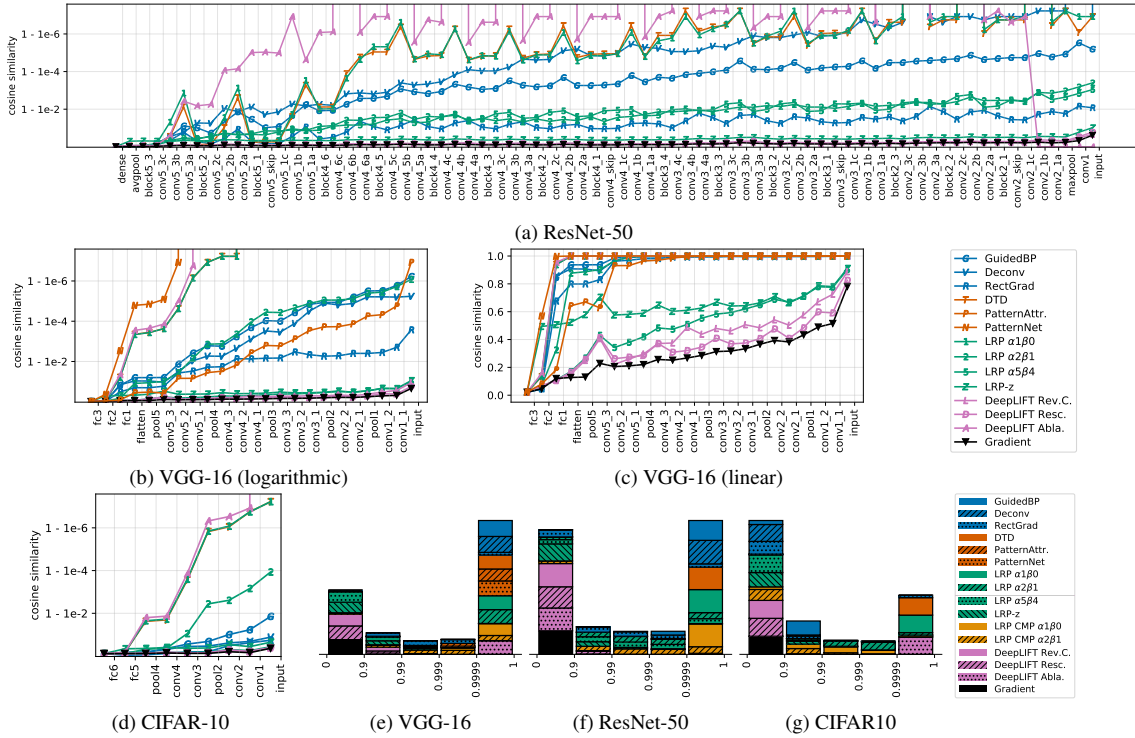 cosine similarity
1 - 1e-6
1 - 1e-4
1 - 1e-2
dense
avgpool
block5_3
conv5_3c
conv5_3b
conv5_3a
block5_2
conv5_2c
conv5_2b
conv5_2a
block5_1
conv5_skip
conv5_1c
conv5_1b
conv5_1a
block4_6
conv4_6c
conv4_6b
conv4_6a
block4_5
conv4_5c
conv4_5b
conv4_5a
block4_4
conv4_4c
conv4_4b
conv4_4a
block4_3
conv4_3c
conv4_3b
conv4_3a
block4_2
conv4_2c
conv4_2b
conv4_2a
block4_1
conv4_skip
conv4_1c
conv4_1b
conv4_1a
block3_4
conv3_4c
conv3_4b
conv3_4a
block3_3
conv3_3c
conv3_3b
conv3_3a
block3_2
conv3_2c
conv3_2b
conv3_2a
block3_1
conv3_skip
conv3_1c
conv3_1b
conv3_1a
block2_3
conv2_3c
conv2_3b
conv2_3a
block2_2
conv2_2c
conv2_2b
conv2_2a
block2_1
conv2_skip
conv2_1c
conv2_1b
conv2_1a
maxpool
conv1
input
(a) ResNet-50
cosine similarity
1 - 1e-6
1 - 1e-4
1 - 1e-2
fc3
fc2
fc1
flatten
pool5
conv5_3
conv5_2
conv5_1
pool4
conv4_3
conv4_2
conv4_1
pool3
conv3_3
conv3_2
conv3_1
pool2
conv2_2
conv2_1
pool1
conv1_2
conv1_1
input
(b) VGG-16 (logarithmic)
cosine similarity
1.0
0.8
0.6
0.4
0.2
0.0
fc3
fc2
fc1
flatten
pool5
conv5_3
conv5_2
conv5_1
pool4
conv4_3
conv4_2
conv4_1
pool3
conv3_3
conv3_2
conv3_1
pool2
conv2_2
conv2_1
pool1
conv1_2
conv1_1
input
(c) VGG-16 (linear)
GuidedBP
Deconv
RectGrad
DTD
PatternAttr.
PatternNet
LRP α1β0
LRP α2β1
LRP α5β4
LRP-z
DeepLIFT Rev.C.
DeepLIFT Resc.
DeepLIFT Abla.
Gradient
cosine similarity
1 - 1e-6
1 - 1e-4
1 - 1e-2
fc6
fc5
pool4
conv4
conv3
pool2
conv2
conv1
input
(d) CIFAR-10
0
0.9
0.99
0.999
0.9999
1
(e) VGG-16
0
0.9
0.99
0.999
0.9999
1
(f) ResNet-50
0
0.9
0.99
0.999
0.9999
1
(g) CIFAR10
GuidedBP
Deconv
RectGrad
DTD
PatternAttr.
PatternNet
LRP α1β0
LRP α2β1
LRP α5β4
LRP-z
LRP CMP α1β0
LRP CMP α2β1
DeepLIFT Rev.C.
DeepLIFT Resc.
DeepLIFT Abla.
Gradient